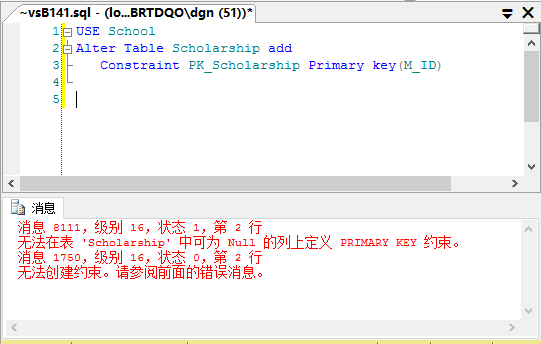 ~vsB141.sql - (lo...BRTDQO\dgn (51))*
1 USE School
2 Alter Table Scholarship add
3 Constraint PK_Scholarship Primary key(M_ID)
4
5
消息
消息 8111，级别 16，状态 1，第 2 行
无法在表 'Scholarship' 中可为 Null 的列上定义 PRIMARY KEY 约束。
消息 1750，级别 16，状态 0，第 2 行
无法创建约束。请参阅前面的错误消息。